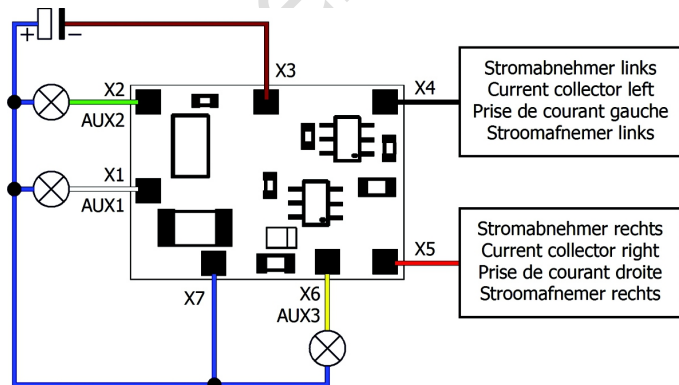 + −
X3
X2
AUX2
X4
Stromabnehmer links
Current collector left
Prise de courant gauche
Stroomafnemer links
X1
AUX1
Stromabnehmer rechts
Current collector right
Prise de courant droite
Stroomafnemer rechts
X5
X7
X6
AUX3